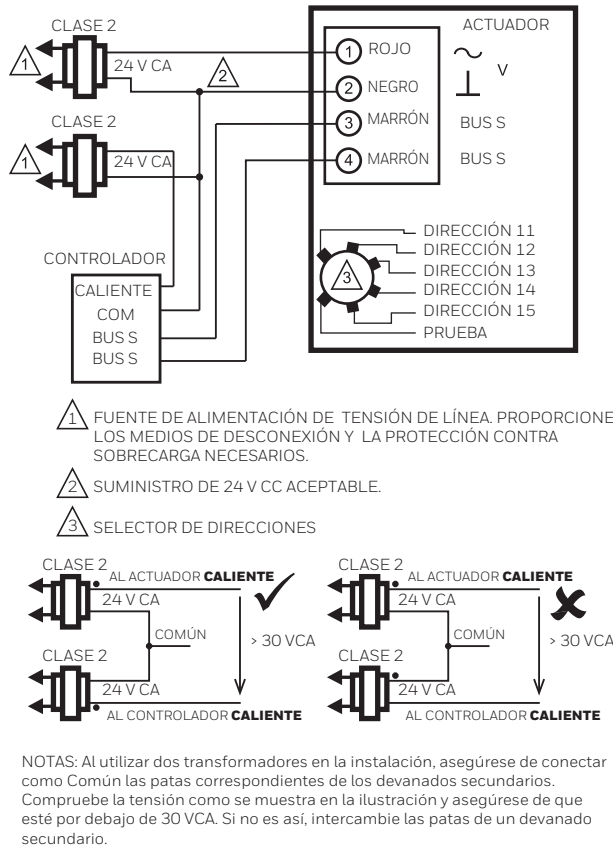 CLASE 2
1
24 V CA
2
CLASE 2
1
24 V CA
ACTUADOR
1 ROJO
2 NEGRO
V
3 MARRÓN BUS S
4 MARRÓN BUS S
DIRECCIÓN 11
DIRECCIÓN 12
DIRECCIÓN 13
DIRECCIÓN 14
DIRECCIÓN 15
PRUEBA
3
CONTROLADOR
CALIENTE
COM
BUS S
BUS S
1 FUENTE DE ALIMENTACIÓN DE TENSIÓN DE LÍNEA. PROPORCIONE
LOS MEDIOS DE DESCONEXIÓN Y LA PROTECCIÓN CONTRA
SOBRECARGA NECESARIOS.
2 SUMINISTRO DE 24 V CC ACEPTABLE.
3 SELECTOR DE DIRECCIONES
CLASE 2
AL ACTUADOR CALIENTE
24 V CA
COMÚN
> 30 VCA
CLASE 2
24 V CA
AL CONTROLADOR CALIENTE
CLASE 2
AL ACTUADOR CALIENTE
24 V CA
COMÚN
> 30 VCA
CLASE 2
24 V CA
AL CONTROLADOR CALIENTE
NOTAS: Al utilizar dos transformadores en la instalación, asegúrese de conectar
como Común las patas correspondientes de los devanados secundarios.
Compruebe la tensión como se muestra en la ilustración y asegúrese de que
esté por debajo de 30 VCA. Si no es así, intercambie las patas de un devanado
secundario.